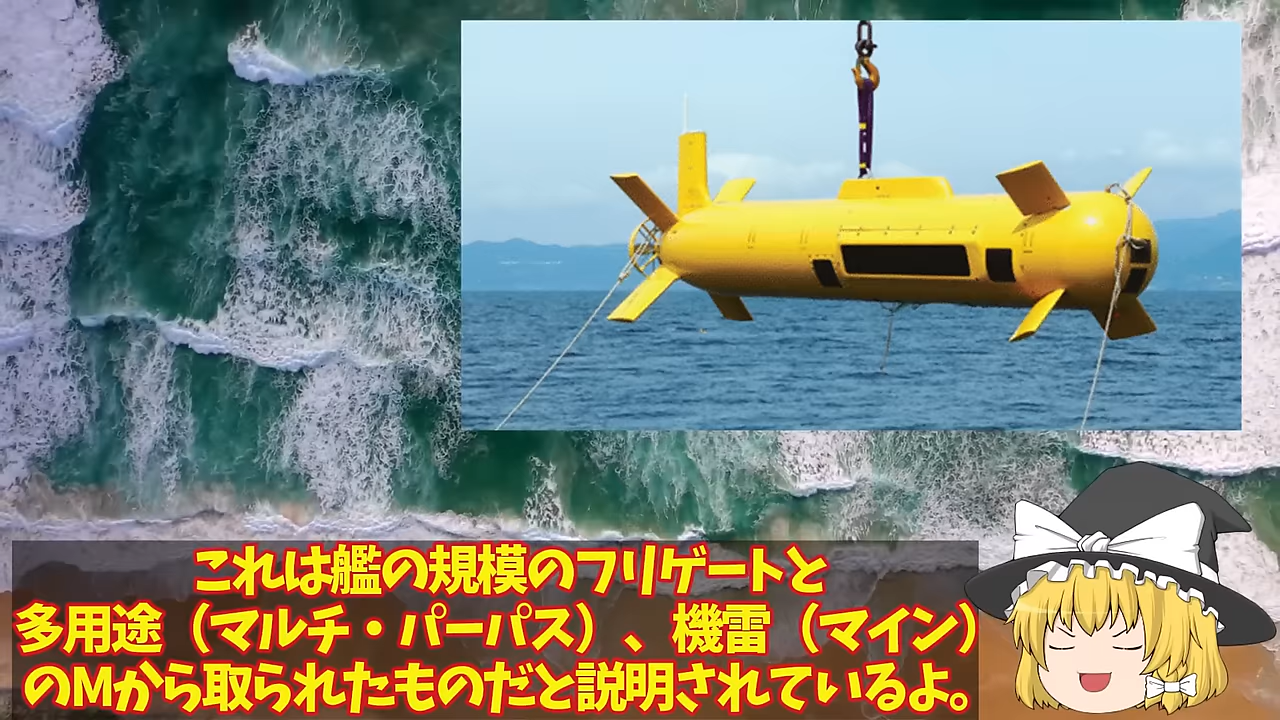 これは艦の規模のフリゲートと
多用途（マルチ・パーパス）、機雷（マイン）
のMから取られたものだと説明されているよ。